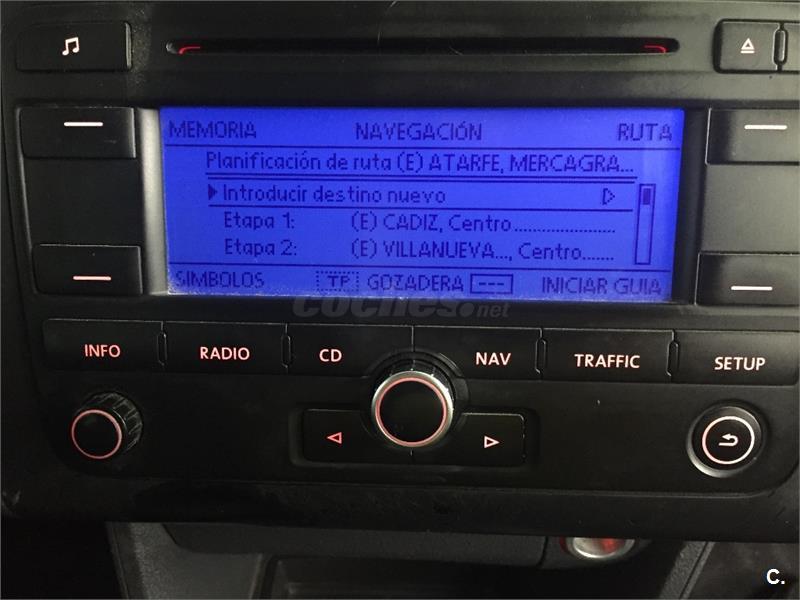 MEMORIA NAVEGACIÓN RUTA
Planificación de ruta (E) ATARFE, MERCAGRA...
Introducir destino nuevo
Etapa 1: (E) CADIZ, Centro
Etapa 2: (E) VILLANUEVA..., Centro
SIMBOLOS TP GOZADERA --- INICIAR GUIA
coches.net
INFO RADIO CD NAV TRAFFIC SETUP
C.